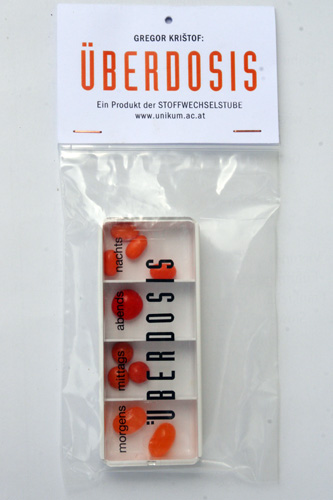 GREGOR KRIŠTOF:
ÜBERDOSIS
Ein Produkt der STOFFWECHSELSTUBE
www.unikum.ac.at
nachts
abends
mittags
morgens
ÜBERDOSIS